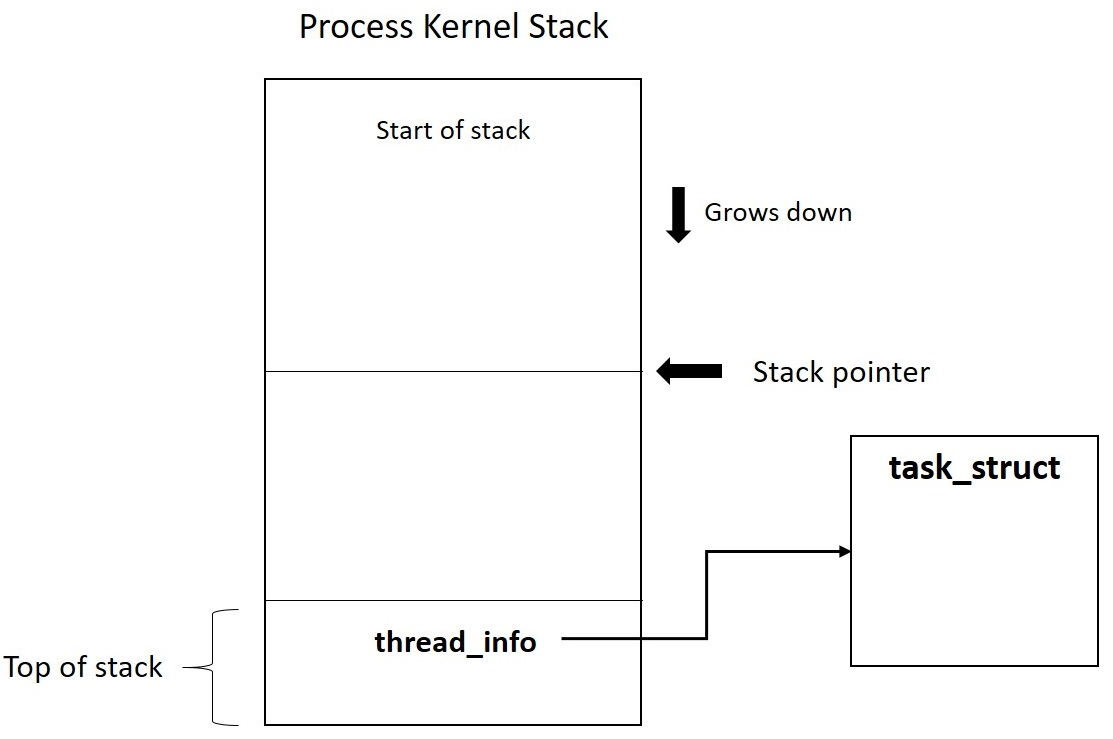 Process Kernel Stack
Start of stack
Grows down
Stack pointer
task_struct
thread_info
Top of stack